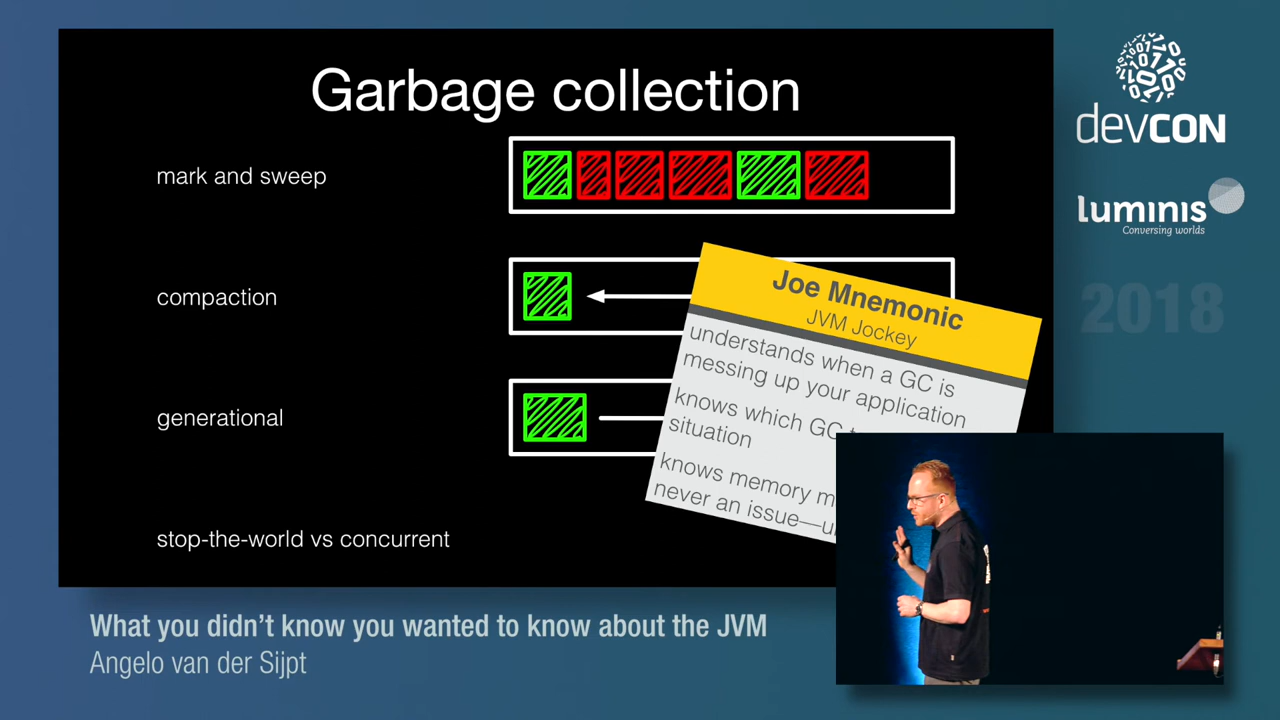 Garbage collection
mark and sweep
compaction
generational
stop-the-world vs concurrent
Joe Mnemonic
JVM Jockey
understands when a GC is
messing up your application
knows which GC
situation
knows memory
never an issue—
devCON
luminis
Conversing worlds
2018
What you didn't know you wanted to know about the JVM
Angelo van der Sijpt